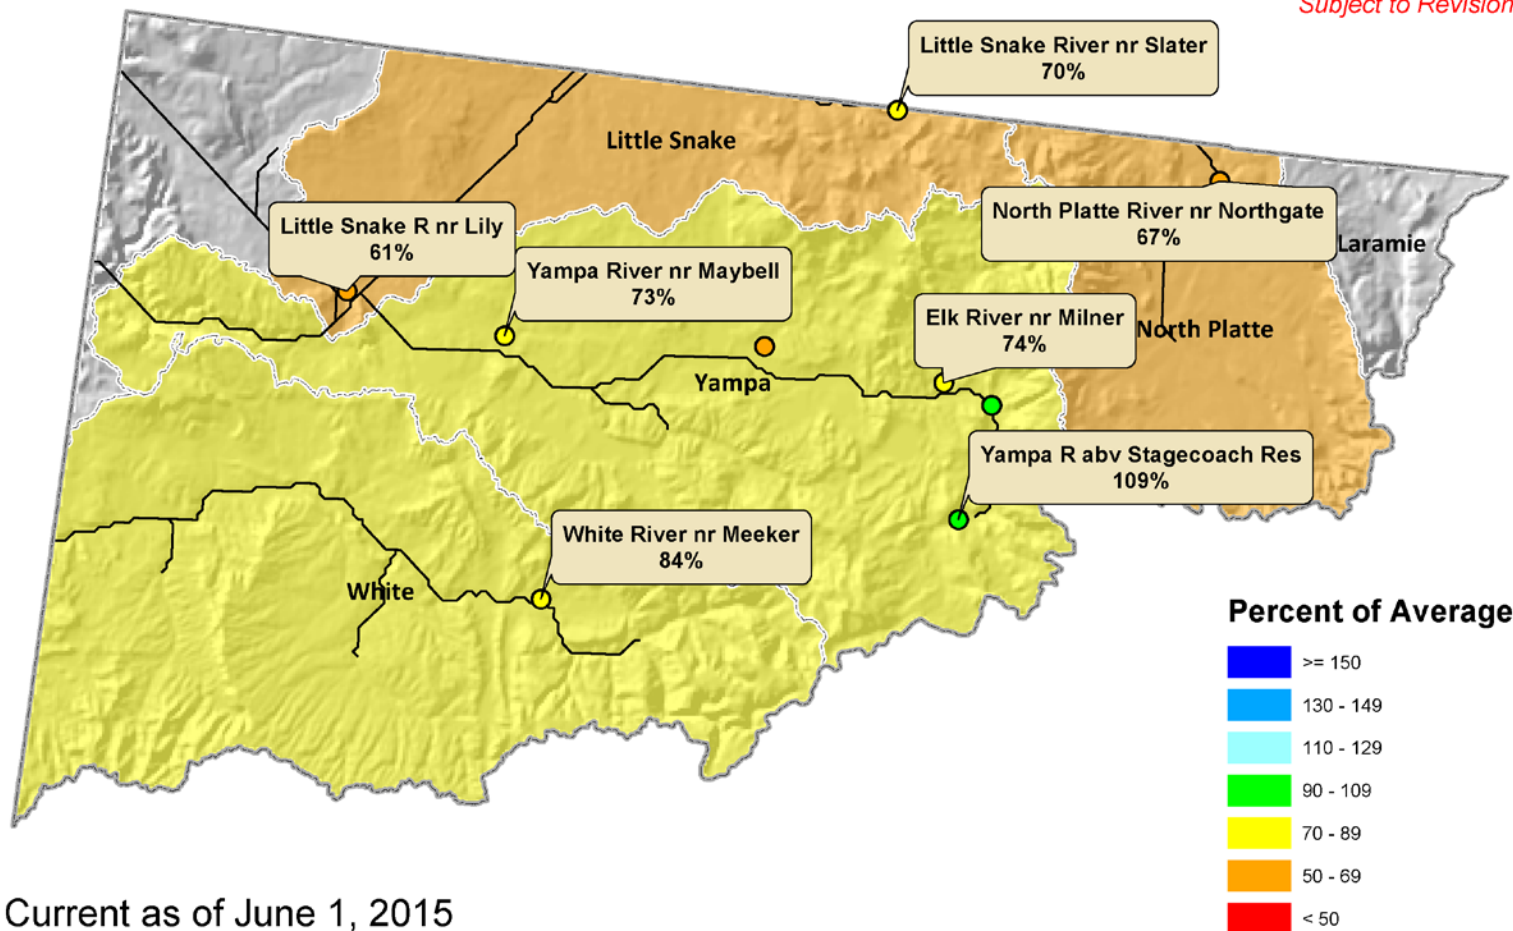 Subject to Revision
Little Snake River nr Slater
70%
Little Snake
North Platte River nr Northgate
67%
Little Snake R nr Lily
61%
Laramie
Yampa River nr Maybell
73%
Elk River nr Milner
74%
North Platte
Yampa
Yampa R abv Stagecoach Res
109%
White River nr Meeker
84%
White
Percent of Average
>= 150
130 - 149
110 - 129
90 - 109
70 - 89
50 - 69
< 50
Current as of June 1, 2015